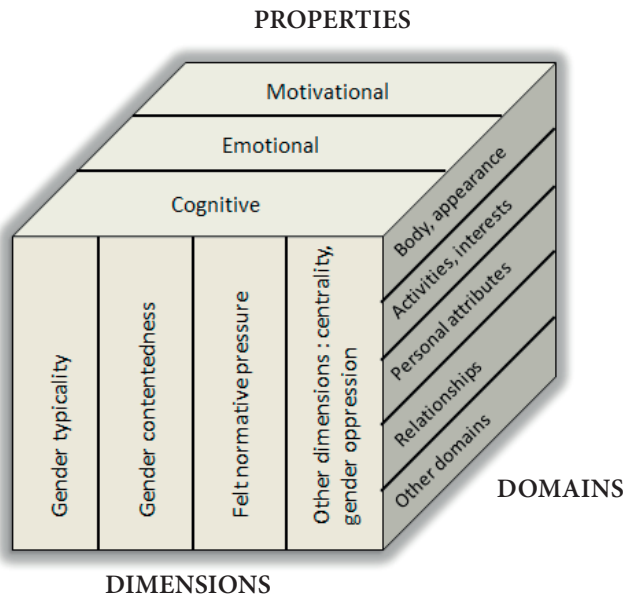 PROPERTIES
Motivational
Emotional
Cognitive
Gender typicality
Gender contentedness
Felt normative pressure
Other dimensions : centrality,
gender oppression
Body, appearance
Activities, interests
Personal attributes
Relationships
Other domains
DOMAINS
DIMENSIONS